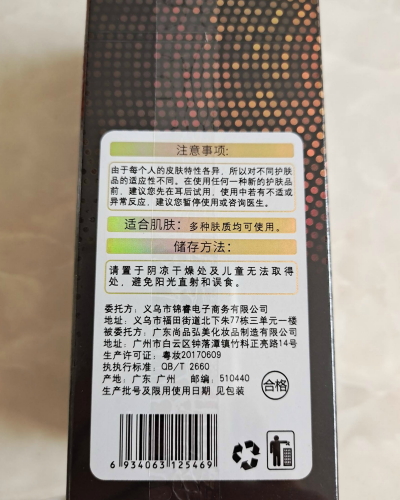 注意事项:
由于每个人的皮肤特性各异，所以对不同护肤
品的适应性不同。在使用任何一种新的护肤品
前，建议您先在耳后试用，使用中若有不适或
异常反应，建议您暂停使用或咨询医生。
适合肌肤：多种肤质均可使用。
储存方法:
请置于阴凉干燥处及儿童无法取得
处，避免阳光直射和误食。
委托方：义乌市锦睿电子商务有限公司
地址：义乌市福田街道北下朱77栋三单元一楼
被委托方：广东尚品弘美化妆品制造有限公司
地址：广州市白云区钟落潭镇竹料正亮路14号
生产许可证：粤妆20170609
执执行标准：QB/T 2660
产地：广东 广州 邮编：510440
生产批号及限用使用日期 见包装
合格
6 934063 125469